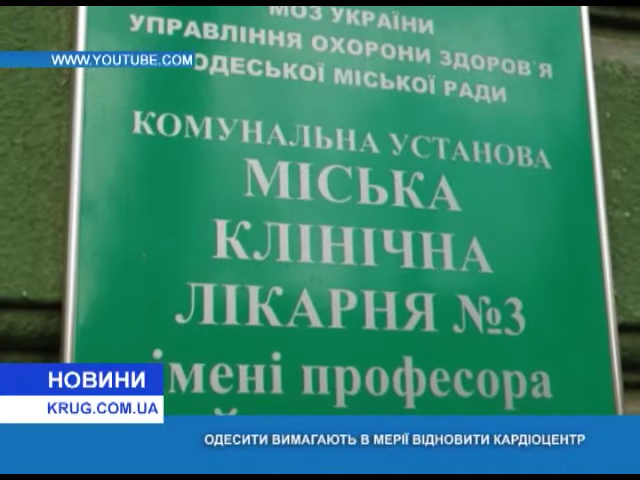 МОЗ УКРАЇНИ
WWW.YOUTUBE.COM
УПРАВЛІННЯ ОХОРОНИ ЗДОРОВ`Я
ОДЕСЬКОЇ МІСЬКОЇ РАДИ
КОМУНАЛЬНА УСТАНОВА
МІСЬКА
КЛІНІЧНА
ЛІКАРНЯ №3
імені професора
НОВИНИ
KRUG.COM.UA
ОДЕСИТИ ВИМАГАЮТЬ В МЕРІЇ ВІДНОВИТИ КАРДІОЦЕНТР